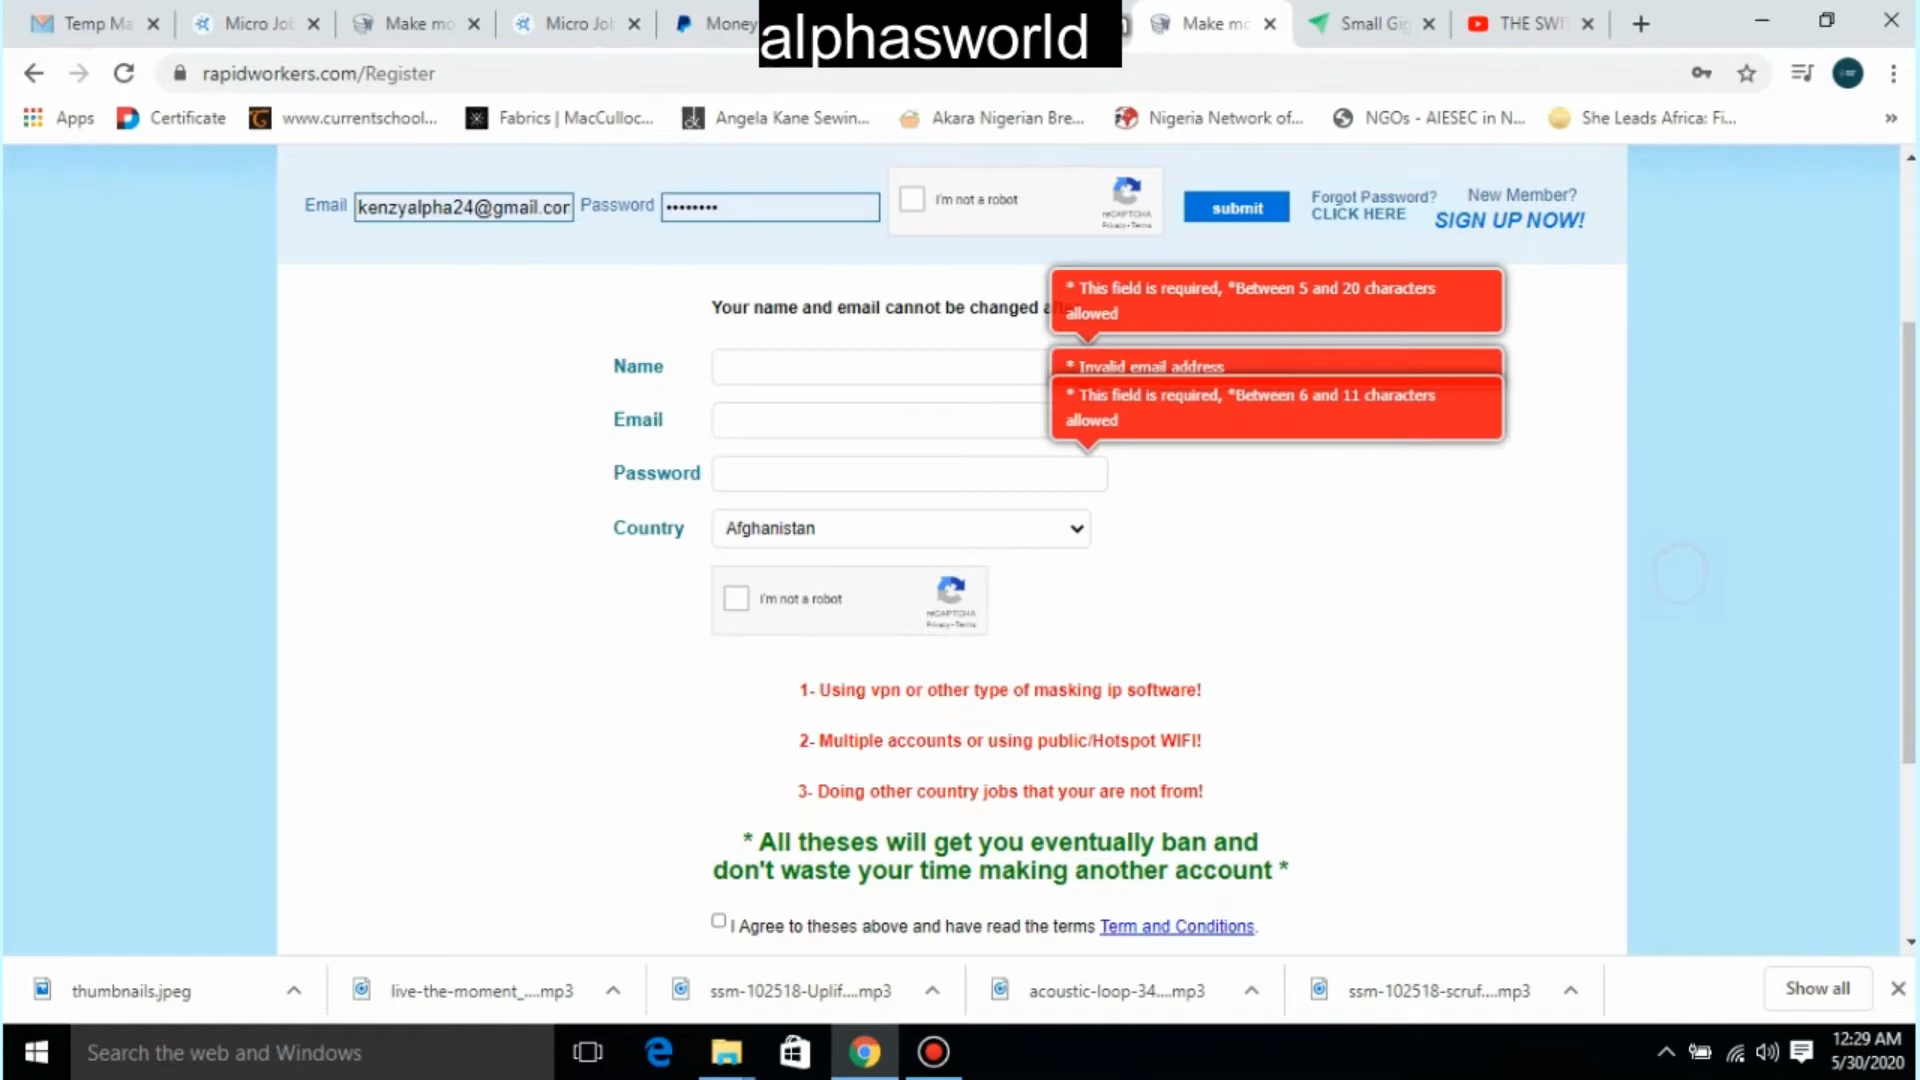 Temp Ma
Micro Jo
Make mo
Micro Jo
Money
alphasworld
Make mo
Small Gig
THE SWI
rapidworkers.com/Register
Apps
Certificate
www.currentschool...
Fabrics | MacCulloc...
Angela Kane Sewin...
Akara Nigerian Bre...
Nigeria Network of...
NGOs - AIESEC in N...
She Leads Africa: Fi...
»
Email
kenzyalpha24@gmail.com
Password
••••••••
I'm not a robot
reCAPTCHA
Privacy - Terms
submit
Forgot Password?
CLICK HERE
New Member?
SIGN UP NOW!
Your name and email cannot be changed
* This field is required, *Between 5 and 20 characters
allowed
Name
* Invalid email address
* This field is required, *Between 6 and 11 characters
allowed
Email
Password
Country
Afghanistan
I'm not a robot
reCAPTCHA
Privacy - Terms
1- Using vpn or other type of masking ip software!
2- Multiple accounts or using public/Hotspot WIFI!
3- Doing other country jobs that your are not from!
* All theses will get you eventually ban and
don't waste your time making another account *
I Agree to theses above and have read the terms Term and Conditions.
thumbnails.jpeg
live-the-moment_....mp3
ssm-102518-Uplif....mp3
acoustic-loop-34....mp3
ssm-102518-scruf....mp3
Show all
Search the web and Windows
12:29 AM
5/30/2020